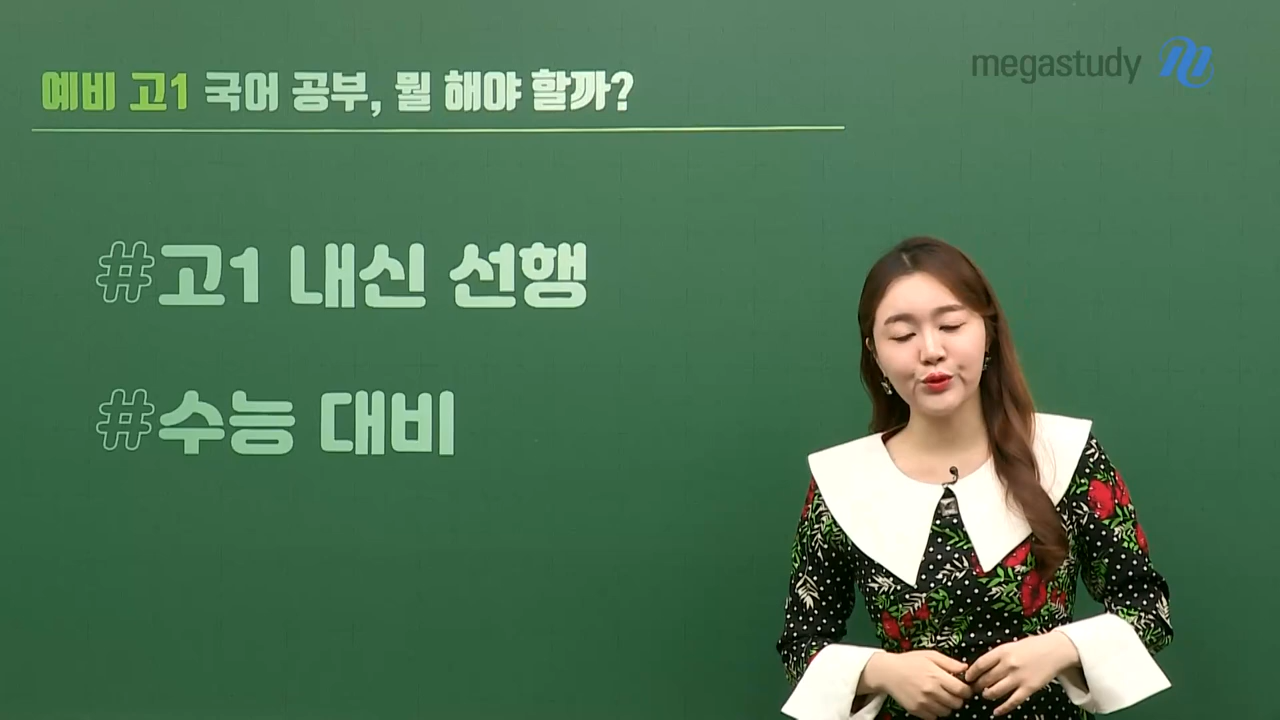 예비 고1 국어 공부, 뭘 해야 할까?
megastudy
#고1 내신 선행
#수능 대비